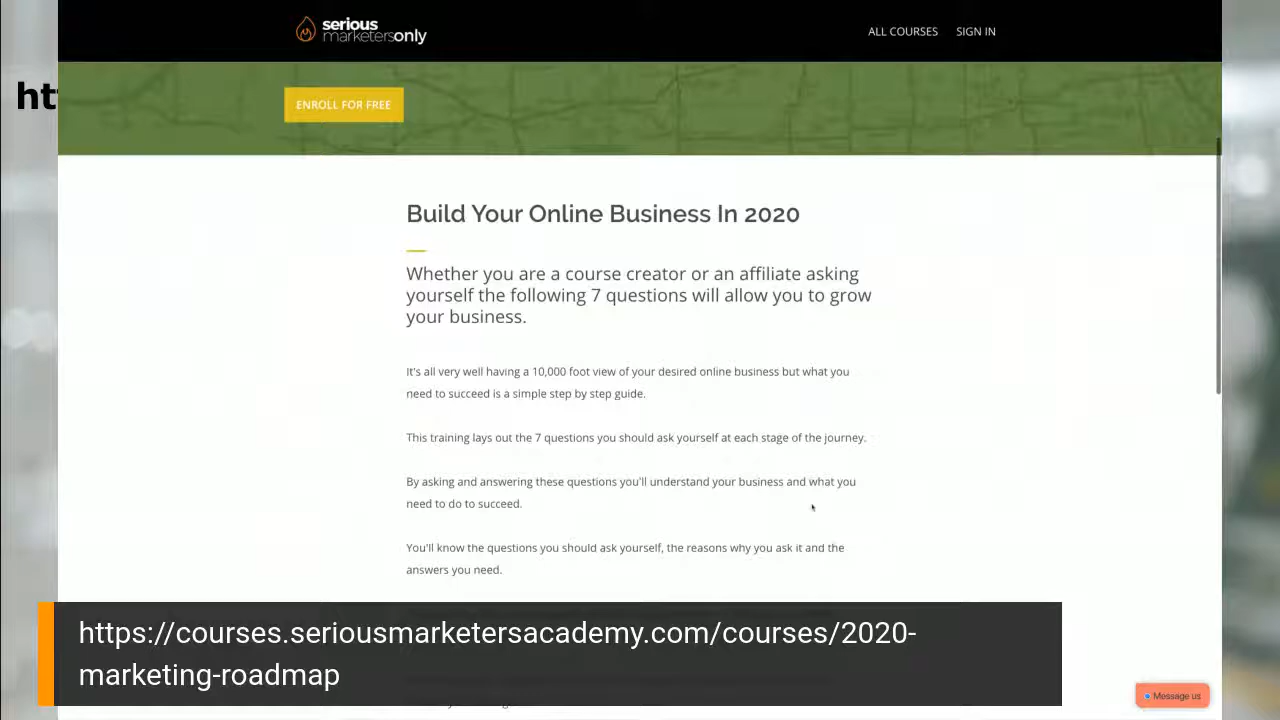 serious
marketersonly
ALL COURSES SIGN IN
ht
ENROLL FOR FREE
Build Your Online Business In 2020
Whether you are a course creator or an affiliate asking
yourself the following 7 questions will allow you to grow
your business.
It's all very well having a 10,000 foot view of your desired online business but what you
need to succeed is a simple step by step guide.
This training lays out the 7 questions you should ask yourself at each stage of the journey.
By asking and answering these questions you'll understand your business and what you
need to do to succeed.
You'll know the questions you should ask yourself, the reasons why you ask it and the
answers you need.
https://courses.seriousmarketersacademy.com/courses/2020-
marketing-roadmap
Message us